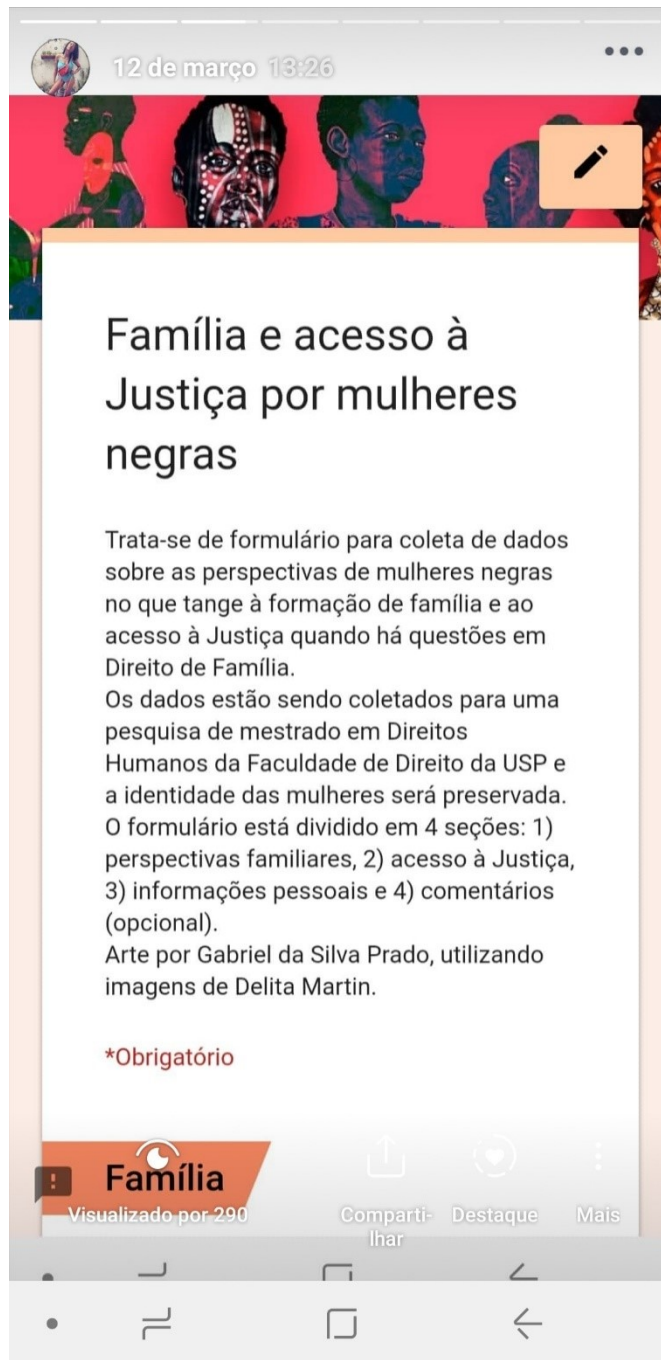 12 de março 13:26
Família e acesso à
Justiça por mulheres
negras
Trata-se de formulário para coleta de dados
sobre as perspectivas de mulheres negras
no que tange à formação de família e ao
acesso à Justiça quando há questões em
Direito de Família.
Os dados estão sendo coletados para uma
pesquisa de mestrado em Direitos
Humanos da Faculdade de Direito da USP e
a identidade das mulheres será preservada.
O formulário está dividido em 4 seções: 1)
perspectivas familiares, 2) acesso à Justiça,
3) informações pessoais e 4) comentários
(opcional).
Arte por Gabriel da Silva Prado, utilizando
imagens de Delita Martin.
*Obrigatório
Família
Visualizado por 290
Comparti-
lhar
Destaque
Mais